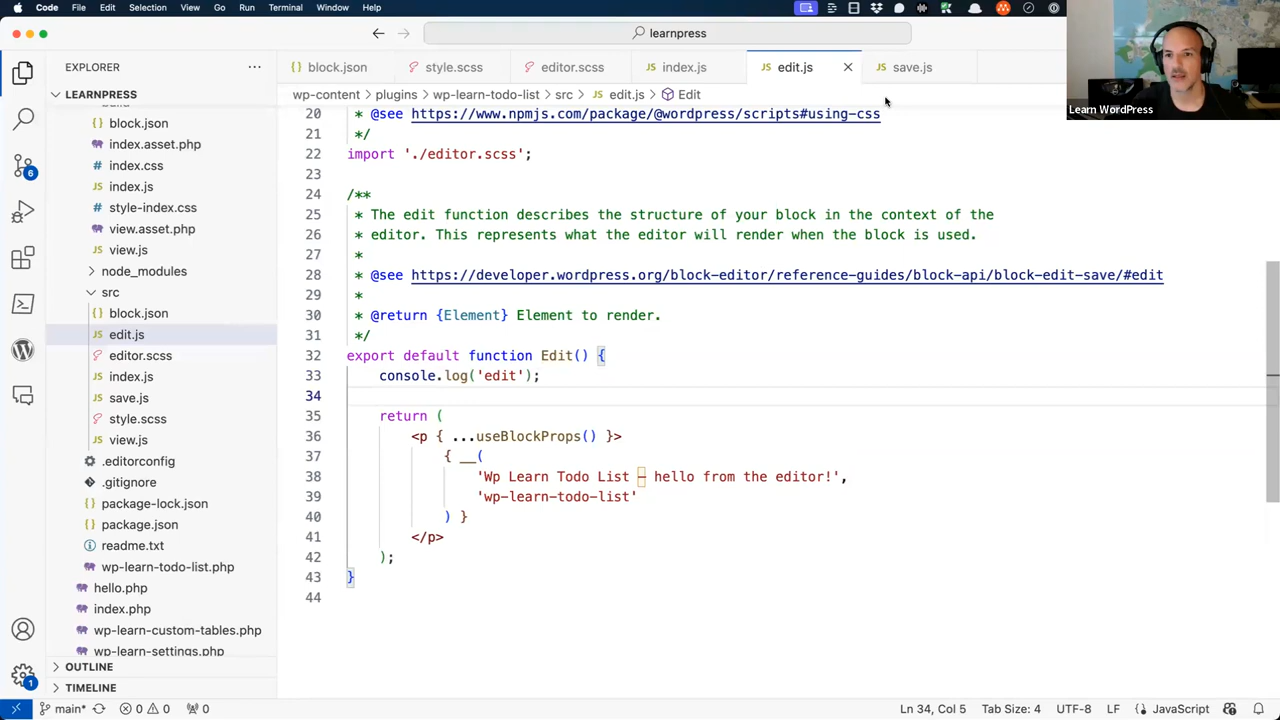 Code File Edit Selection View Go Run Terminal Window Help
learnpress
EXPLORER
block.json style.scss editor.scss index.js edit.js save.js
Learn WordPress
LEARNPRESS
wp-content plugins wp-learn-todo-list src edit.js Edit
block.json
index.asset.php
index.css
index.js
style-index.css
view.asset.php
view.js
node_modules
src
block.json
edit.js
editor.scss
index.js
save.js
style.scss
view.js
.editorconfig
.gitignore
package-lock.json
package.json
readme.txt
wp-learn-todo-list.php
hello.php
index.php
wp-learn-custom-tables.php
wp-learn-settings.php
OUTLINE
TIMELINE
6
1
20 * @see https://www.npmjs.com/package/@wordpress/scripts#using-css
21 */
22 import './editor.scss';
23
24 /**
25 * The edit function describes the structure of your block in the context of the
26 * editor. This represents what the editor will render when the block is used.
27 *
28 * @see https://developer.wordpress.org/block-editor/reference-guides/block-api/block-edit-save/#edit
29 *
30 * @return {Element} Element to render.
31 */
32 export default function Edit() {
33 console.log('edit');
34
35 return (
36 <p { ...useBlockProps() }>
37 { __(
38 'Wp Learn Todo List – hello from the editor!',
39 'wp-learn-todo-list'
40 ) }
41 </p>
42 );
43 }
44
main* 0 0 0 Ln 34, Col 5 Tab Size: 4 UTF-8 LF JavaScript